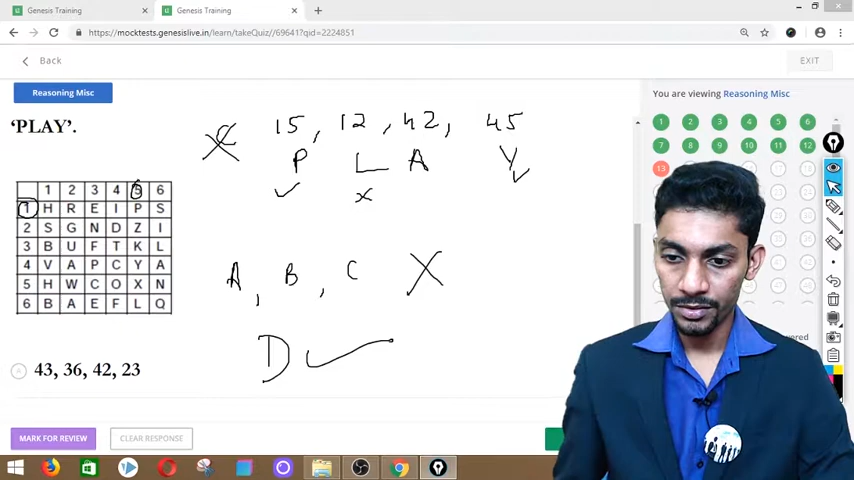 Genesis Training
Genesis Training
https://mocktests.genesislive.in/learn/takeQuiz//69641?qid=2224851
Back
EXIT
Reasoning Misc
You are viewing Reasoning Misc
'PLAY'.
C 15, 12, 42, 45
P L A Y
1 2 3 4 5 6
1 H R E I P S
2 S G N D Z I
3 B U F T K L
4 V A P C Y A
5 H W C O X N
6 B A E F L Q
1 2 3 4 5 6
7 8 9 10 11 12
13
A, B, C
D
A 43, 36, 42, 23
MARK FOR REVIEW
CLEAR RESPONSE